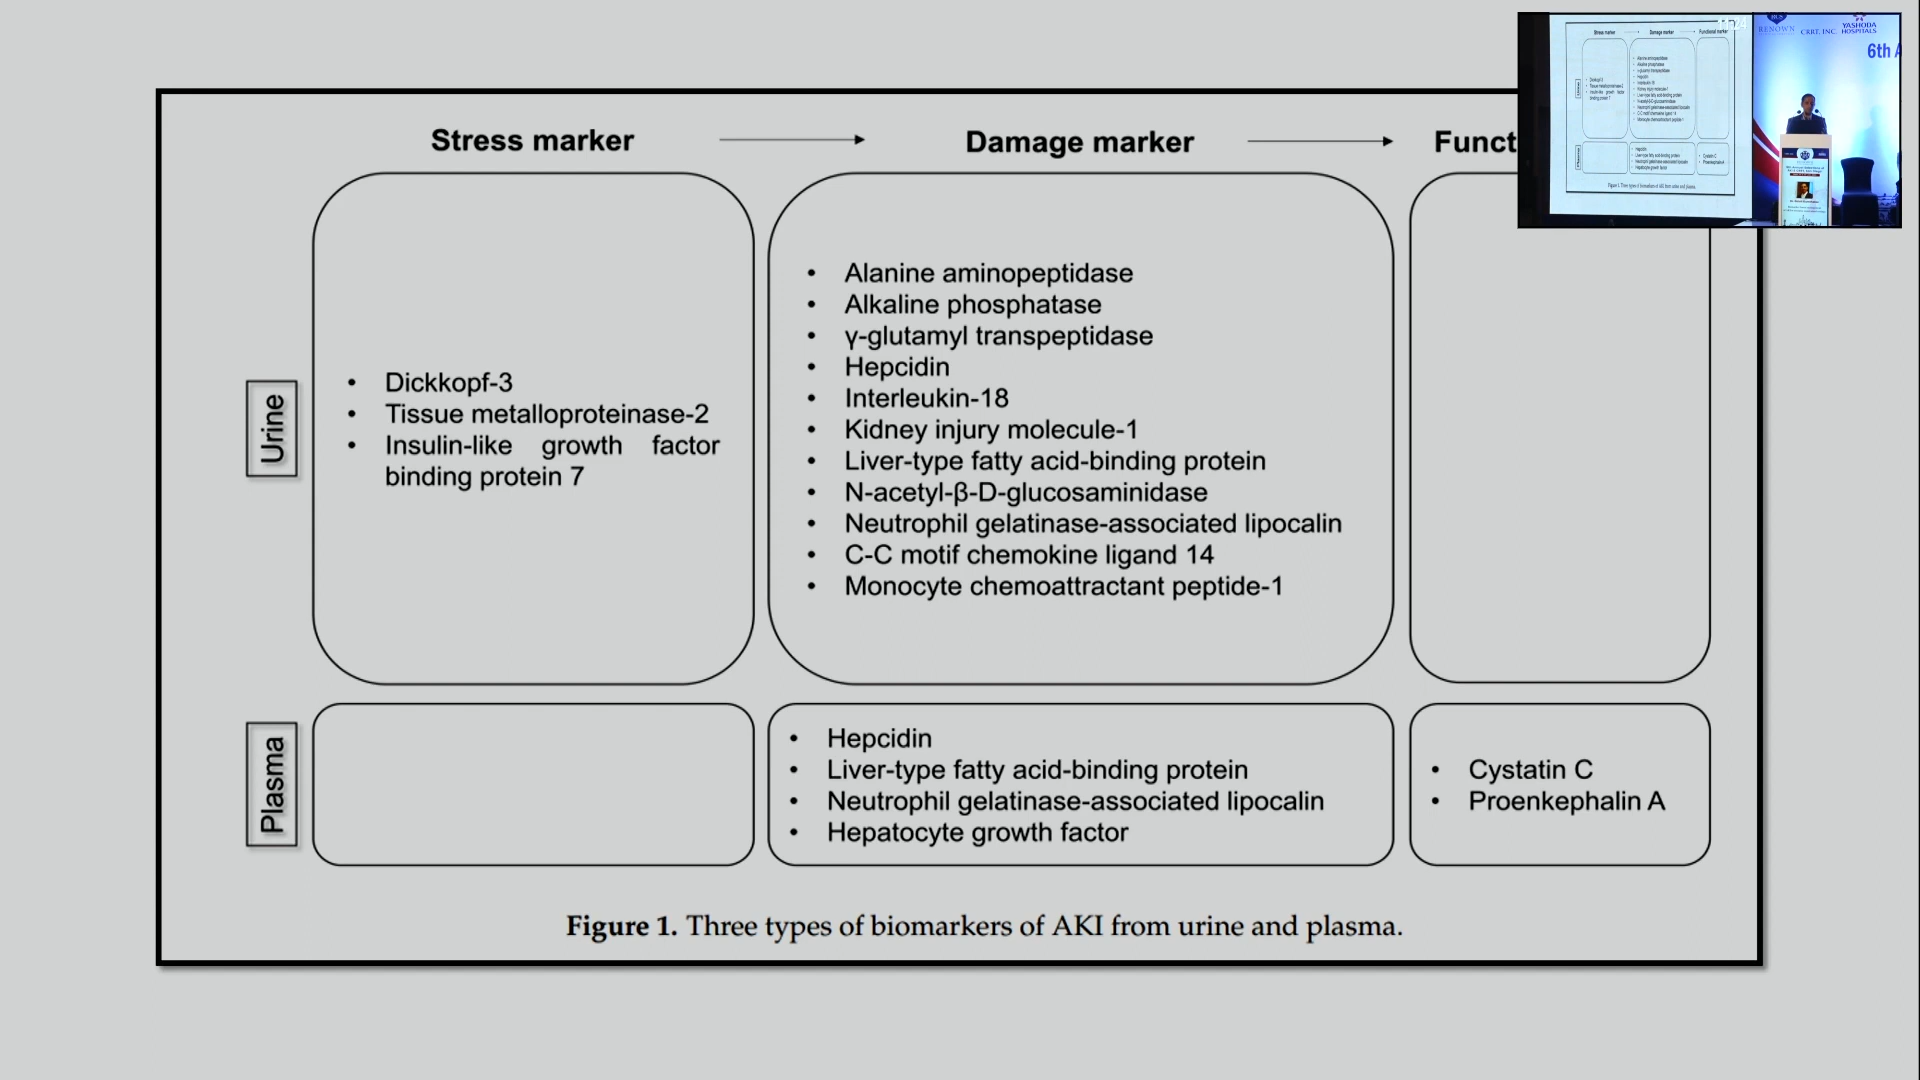 Stress marker
Damage marker
Funct
Urine
• Dickkopf-3
• Tissue metalloproteinase-2
• Insulin-like growth factor
binding protein 7
• Alanine aminopeptidase
• Alkaline phosphatase
• γ-glutamyl transpeptidase
• Hepcidin
• Interleukin-18
• Kidney injury molecule-1
• Liver-type fatty acid-binding protein
• N-acetyl-β-D-glucosaminidase
• Neutrophil gelatinase-associated lipocalin
• C-C motif chemokine ligand 14
• Monocyte chemoattractant peptide-1
Plasma
• Hepcidin
• Liver-type fatty acid-binding protein
• Neutrophil gelatinase-associated lipocalin
• Hepatocyte growth factor
• Cystatin C
• Proenkephalin A
Figure 1. Three types of biomarkers of AKI from urine and plasma.
RENOWN
CRRT. INC.
YASHODA
HOSPITALS
6th A